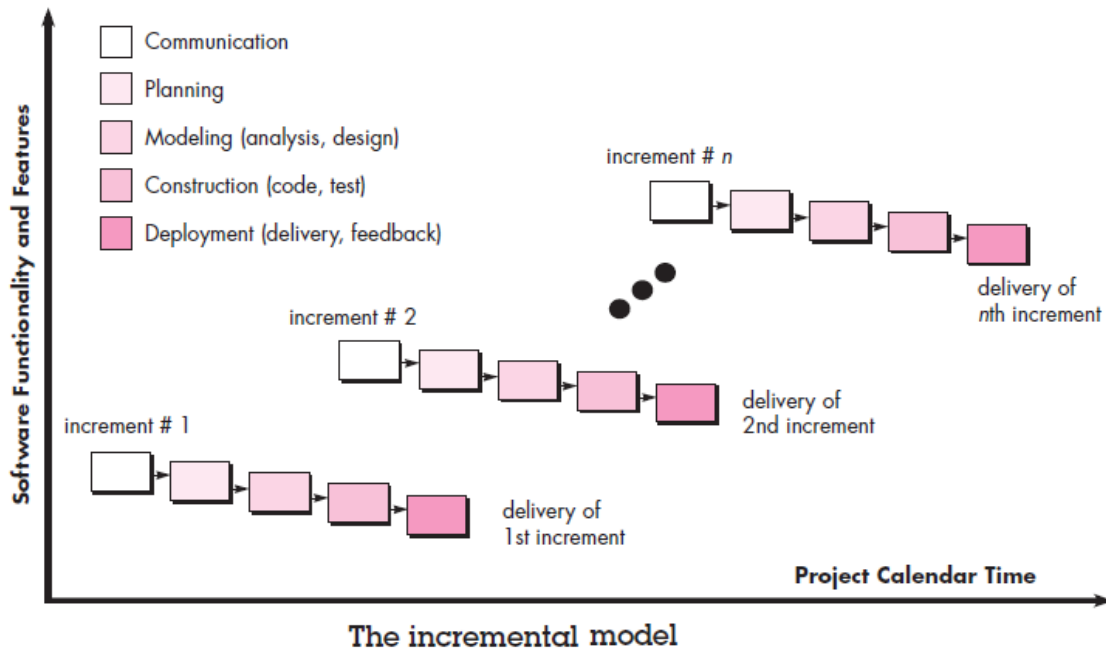 Software Functionality and Features
Communication
Planning
Modeling (analysis, design)
Construction (code, test)
Deployment (delivery, feedback)
increment # n
delivery of
nth increment
increment # 2
delivery of
2nd increment
increment # 1
delivery of
1st increment
Project Calendar Time
The incremental model